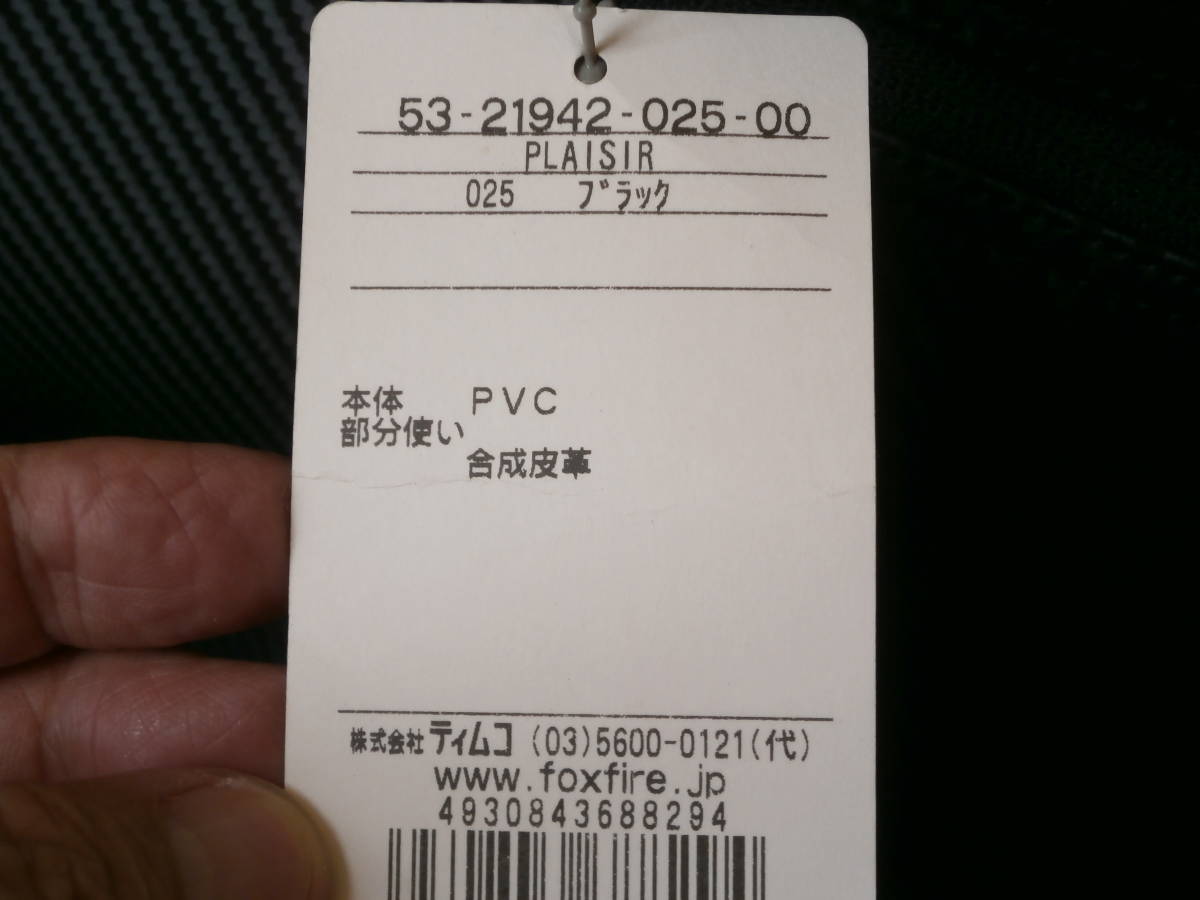 53-21942-025-00
PLAISIR
025 ブラック
本体 PVC
部分使い
合成皮革
株式会社ティムコ (03)5600-0121(代)
www.foxfire.jp
4930843688294